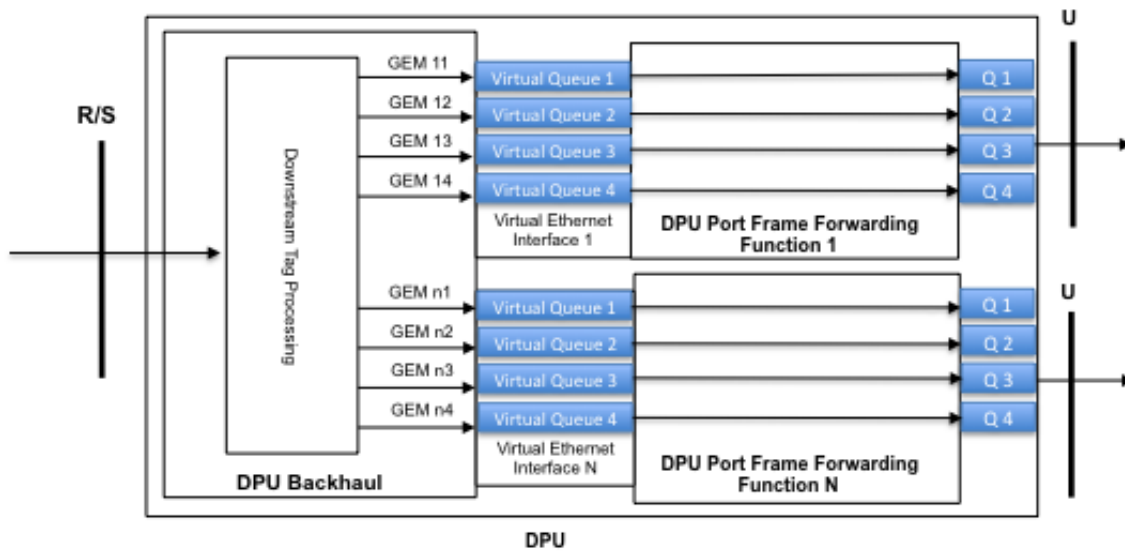 U
R/S
GEM 11
GEM 12
GEM 13
GEM 14
Downstream Tag Processing
Virtual Queue 1
Virtual Queue 2
Virtual Queue 3
Virtual Queue 4
Virtual Ethernet
Interface 1
DPU Port Frame Forwarding
Function 1
Q 1
Q 2
Q 3
Q 4
GEM n1
GEM n2
GEM n3
GEM n4
Virtual Queue 1
Virtual Queue 2
Virtual Queue 3
Virtual Queue 4
Virtual Ethernet
Interface N
DPU Port Frame Forwarding
Function N
Q 1
Q 2
Q 3
Q 4
U
DPU Backhaul
DPU